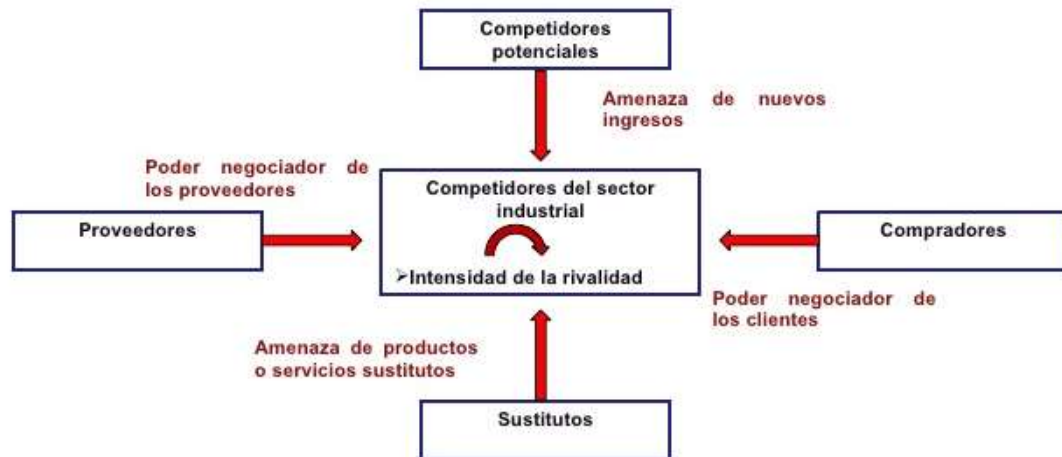 Competidores
potenciales
Amenaza de nuevos
ingresos
Poder negociador de
los proveedores
Competidores del sector
industrial
Proveedores
Compradores
➢Intensidad de la rivalidad
Poder negociador de
los clientes
Amenaza de productos
o servicios sustitutos
Sustitutos